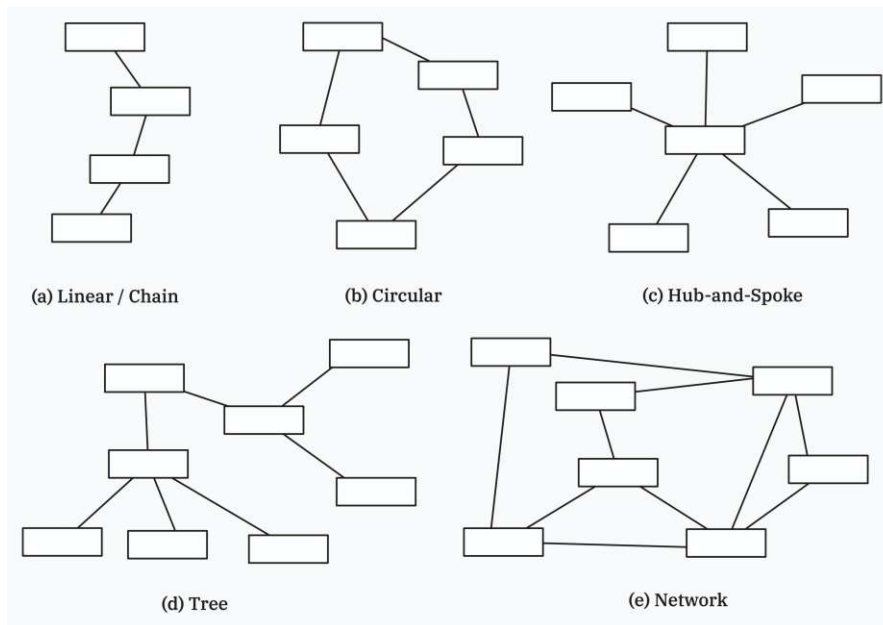 (a) Linear / Chain
(b) Circular
(c) Hub-and-Spoke
(d) Tree
(e) Network